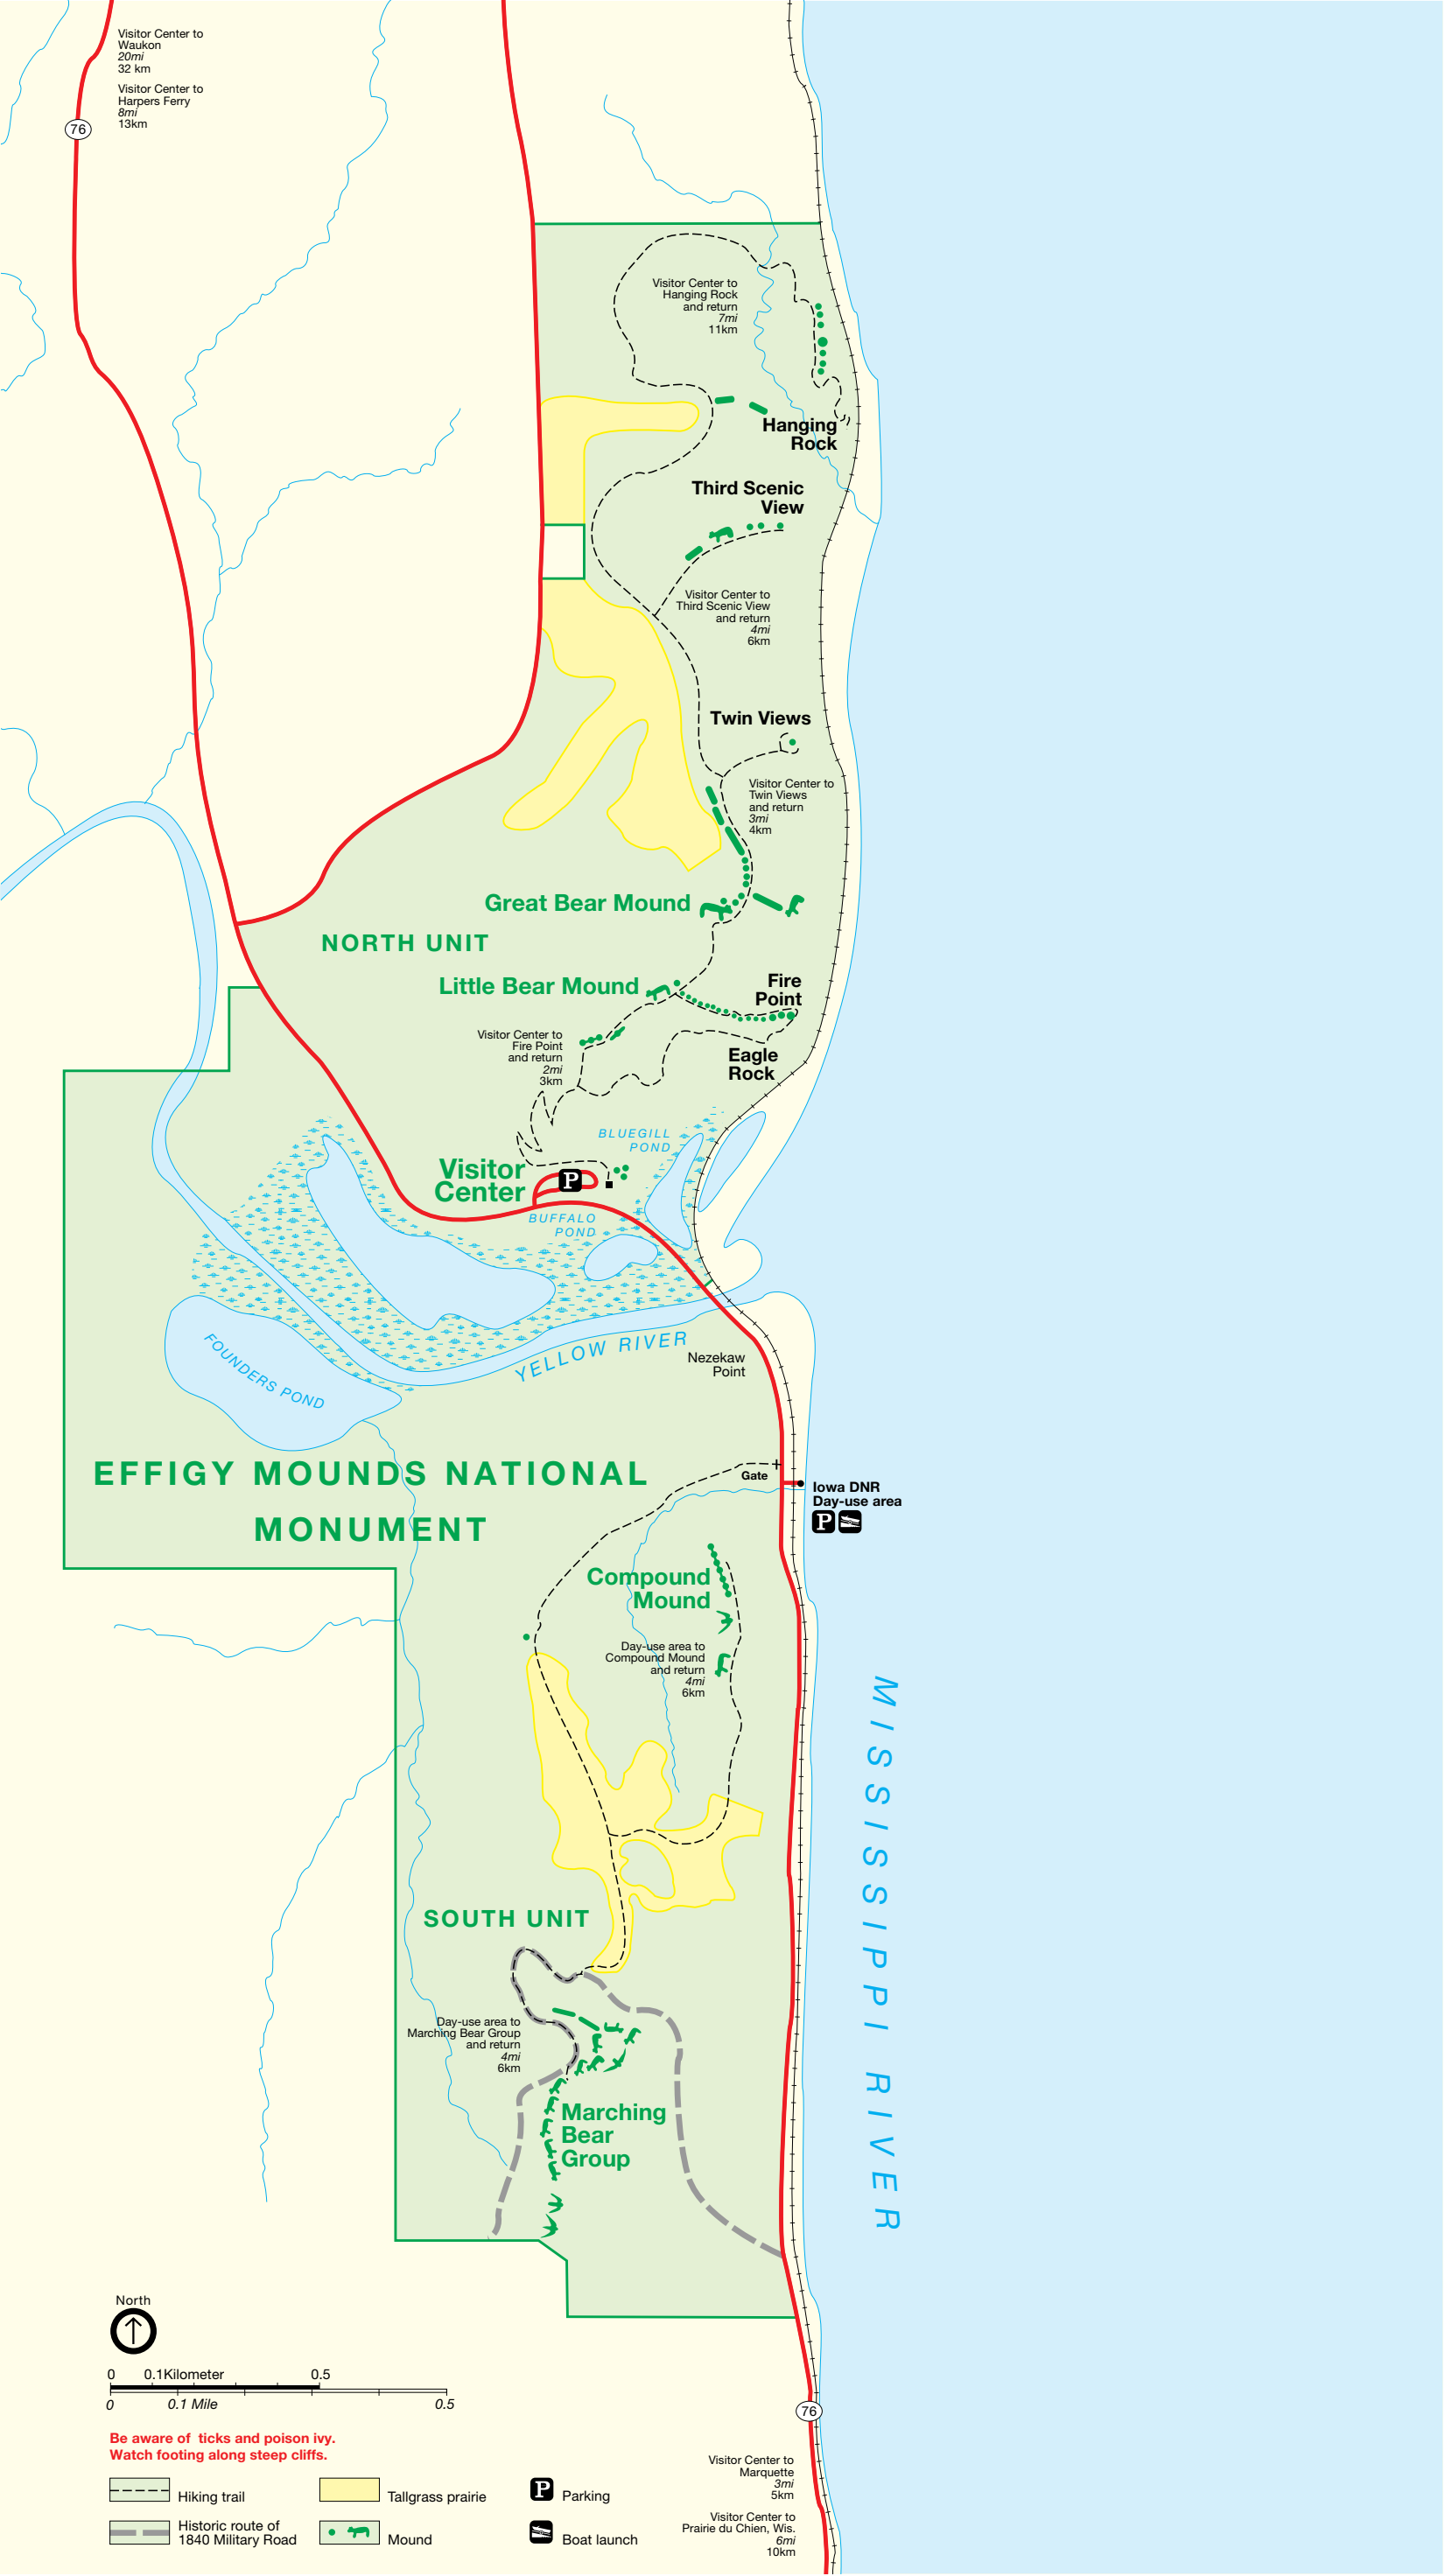 Visitor Center to
Waukon
20mi
32 km
Visitor Center to
Harpers Ferry
8mi
13km
76
Visitor Center to
Hanging Rock
and return
7mi
11km
Hanging
Rock
Third Scenic
View
Visitor Center to
Third Scenic View
and return
4mi
6km
Twin Views
Visitor Center to
Twin Views
and return
3mi
4km
Great Bear Mound
NORTH UNIT
Little Bear Mound
Fire
Point
Visitor Center to
Fire Point
and return
2mi
3km
Eagle
Rock
BLUEGILL
POND
Visitor
Center
P
BUFFALO
POND
FOUNDERS POND
YELLOW RIVER
Nezekaw
Point
EFFIGY MOUNDS NATIONAL
MONUMENT
Gate
Iowa DNR
Day-use area
P
Compound
Mound
Day-use area to
Compound Mound
and return
4mi
6km
MISSISSIPPI RIVER
SOUTH UNIT
Day-use area to
Marching Bear Group
and return
4mi
6km
Marching
Bear
Group
North
0 0.1Kilometer 0.5
0 0.1 Mile 0.5
76
Be aware of ticks and poison ivy.
Watch footing along steep cliffs.
Hiking trail
Tallgrass prairie
P Parking
Historic route of
1840 Military Road
Mound
Boat launch
Visitor Center to
Marquette
3mi
5km
Visitor Center to
Prairie du Chien, Wis.
6mi
10km